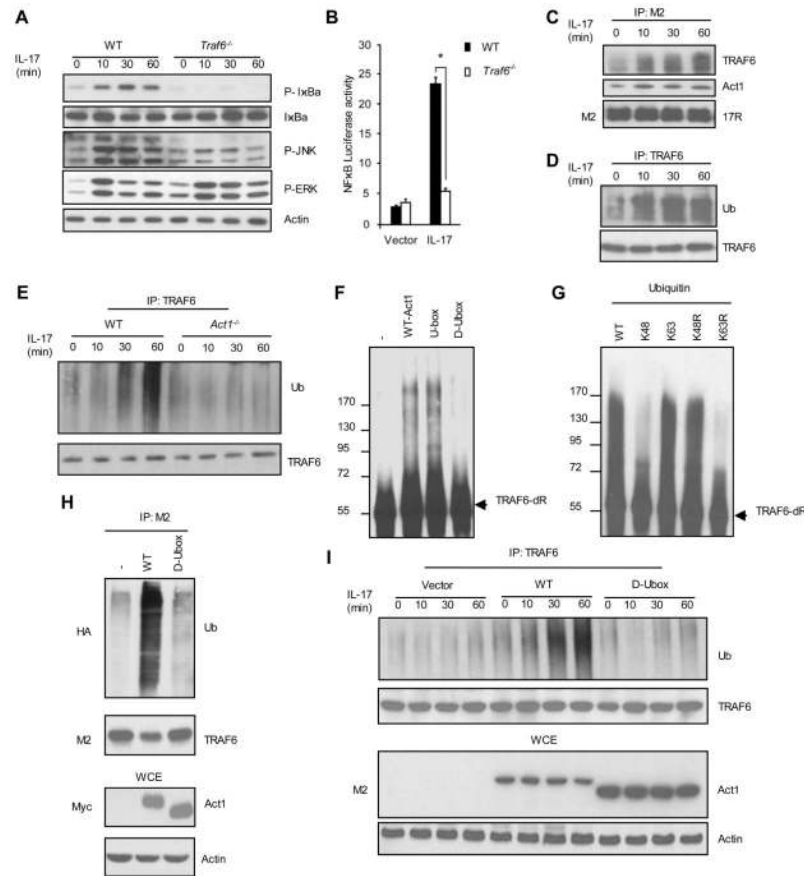 A
WT Traf6-/-
IL-17 (min) 0 10 30 60 0 10 30 60
P-IκBa
IκBa
P-JNK
P-ERK
Actin
B
NFκB Luciferase activity
30
25
20
15
10
5
0
*
WT
Traf6-/-
Vector IL-17
C
IP: M2
IL-17 (min) 0 10 30 60
TRAF6
Act1
M2 17R
D
IP: TRAF6
IL-17 (min) 0 10 30 60
Ub
TRAF6
E
IP: TRAF6
WT Act1-/-
IL-17 (min) 0 10 30 60 0 10 30 60
Ub
TRAF6
F
- WT-Act1 U-box D-Ubox
170
130
95
72
55
TRAF6-dR
G
Ubiquitin
WT K48 K63 K48R K63R
170
130
95
72
55
TRAF6-dR
H
IP: M2
- WT D-Ubox
HA Ub
M2 TRAF6
WCE
Myc Act1
Actin
I
IP: TRAF6
Vector WT D-Ubox
IL-17 (min) 0 10 30 60 0 10 30 60 0 10 30 60
Ub
TRAF6
WCE
M2 Act1
Actin